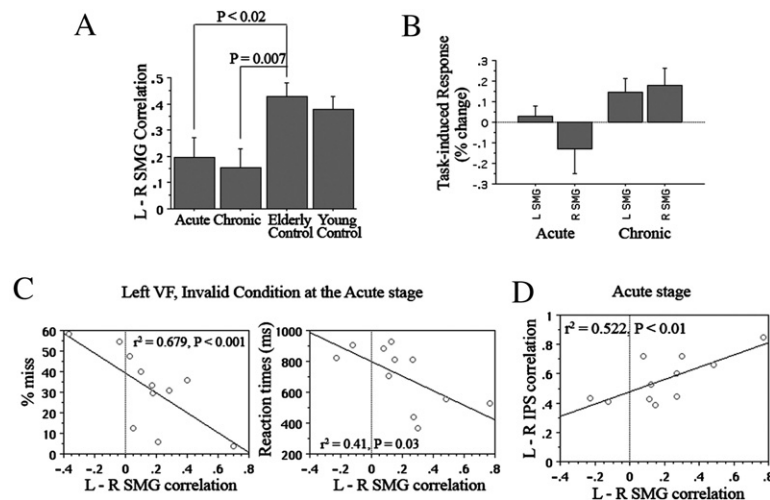 A
P < 0.02
P = 0.007
L - R SMG Correlation
.5
.4
.3
.2
.1
0
Acute Chronic Elderly Control Young Control
B
Task-induced Response
(% change)
.3
.2
.1
0
-.1
-.2
-.3
L SMG R SMG L SMG R SMG
Acute Chronic
C
Left VF, Invalid Condition at the Acute stage
% miss
60
50
40
30
20
10
0
r² = 0.679, P < 0.001
-.4 -.2 0 .2 .4 .6 .8
L - R SMG correlation
Reaction times (ms)
1000
800
600
400
200
r² = 0.41, P = 0.03
-.4 -.2 0 .2 .4 .6 .8
L - R SMG correlation
D
Acute stage
L - R IPS correlation
1
.8
.6
.4
.2
0
r² = 0.522, P < 0.01
-.4 -.2 0 .2 .4 .6 .8
L - R SMG correlation